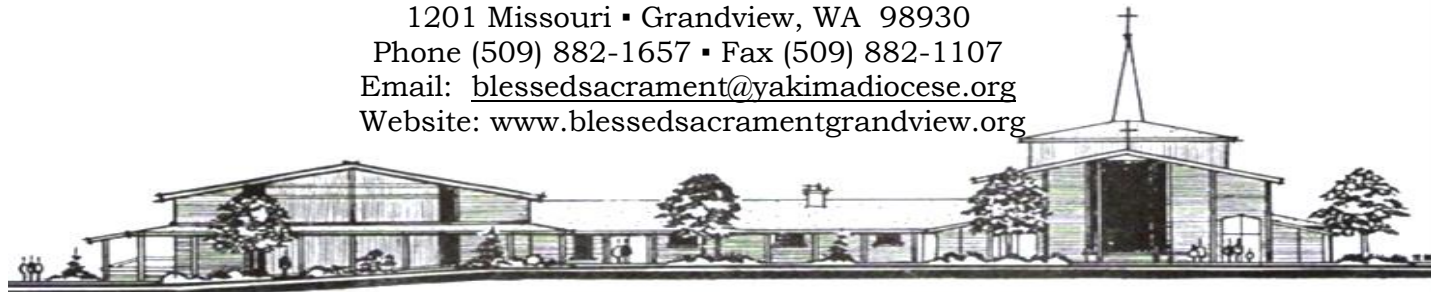 1201 Missouri ▪ Grandview, WA  98930
Phone (509) 882-1657 ▪ Fax (509) 882-1107
Email:  blessedsacrament@yakimadiocese.org
Website: www.blessedsacramentgrandview.org